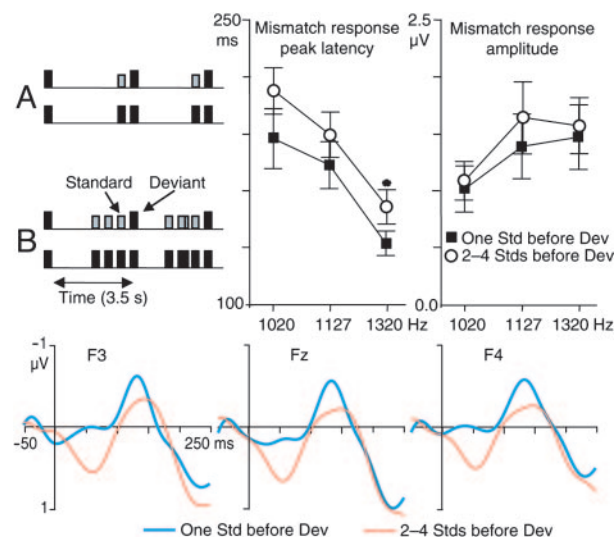 A
B
Standard
Deviant
Time (3.5 s)
250
ms
Mismatch response
peak latency
100
1020 1127 1320 Hz
2.5
µV
Mismatch response
amplitude
One Std before Dev
2–4 Stds before Dev
0.0
1020 1127 1320 Hz
−1
µV
F3
Fz
F4
−50
250 ms
1
One Std before Dev
2–4 Stds before Dev